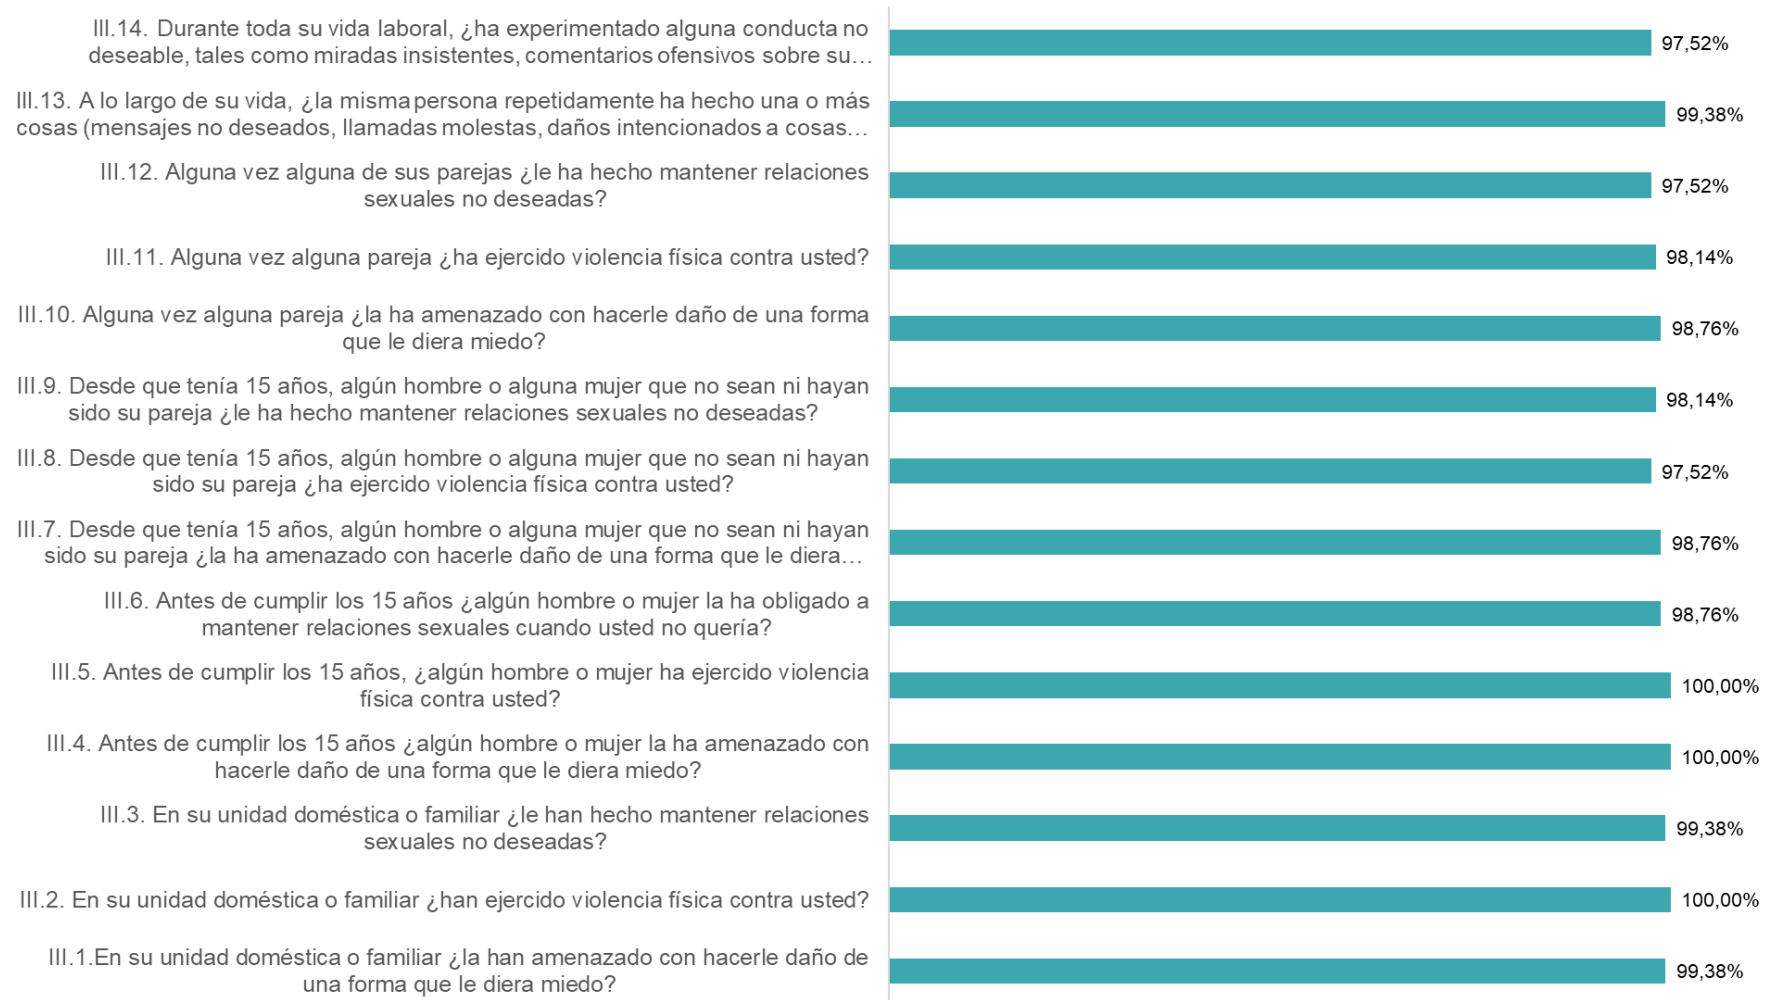 III.14. Durante toda su vida laboral, ¿ha experimentado alguna conducta no
deseable, tales como miradas insistentes, comentarios ofensivos sobre su…
97,52%
III.13. A lo largo de su vida, ¿la misma persona repetidamente ha hecho una o más
cosas (mensajes no deseados, llamadas molestas, daños intencionados a cosas…
99,38%
III.12. Alguna vez alguna de sus parejas ¿le ha hecho mantener relaciones
sexuales no deseadas?
97,52%
III.11. Alguna vez alguna pareja ¿ha ejercido violencia física contra usted?
98,14%
III.10. Alguna vez alguna pareja ¿la ha amenazado con hacerle daño de una forma
que le diera miedo?
98,76%
III.9. Desde que tenía 15 años, algún hombre o alguna mujer que no sean ni hayan
sido su pareja ¿le ha hecho mantener relaciones sexuales no deseadas?
98,14%
III.8. Desde que tenía 15 años, algún hombre o alguna mujer que no sean ni hayan
sido su pareja ¿ha ejercido violencia física contra usted?
97,52%
III.7. Desde que tenía 15 años, algún hombre o alguna mujer que no sean ni hayan
sido su pareja ¿la ha amenazado con hacerle daño de una forma que le diera…
98,76%
III.6. Antes de cumplir los 15 años ¿algún hombre o mujer la ha obligado a
mantener relaciones sexuales cuando usted no quería?
98,76%
III.5. Antes de cumplir los 15 años, ¿algún hombre o mujer ha ejercido violencia
física contra usted?
100,00%
III.4. Antes de cumplir los 15 años ¿algún hombre o mujer la ha amenazado con
hacerle daño de una forma que le diera miedo?
100,00%
III.3. En su unidad doméstica o familiar ¿le han hecho mantener relaciones
sexuales no deseadas?
99,38%
III.2. En su unidad doméstica o familiar ¿han ejercido violencia física contra usted?
100,00%
III.1.En su unidad doméstica o familiar ¿la han amenazado con hacerle daño de
una forma que le diera miedo?
99,38%